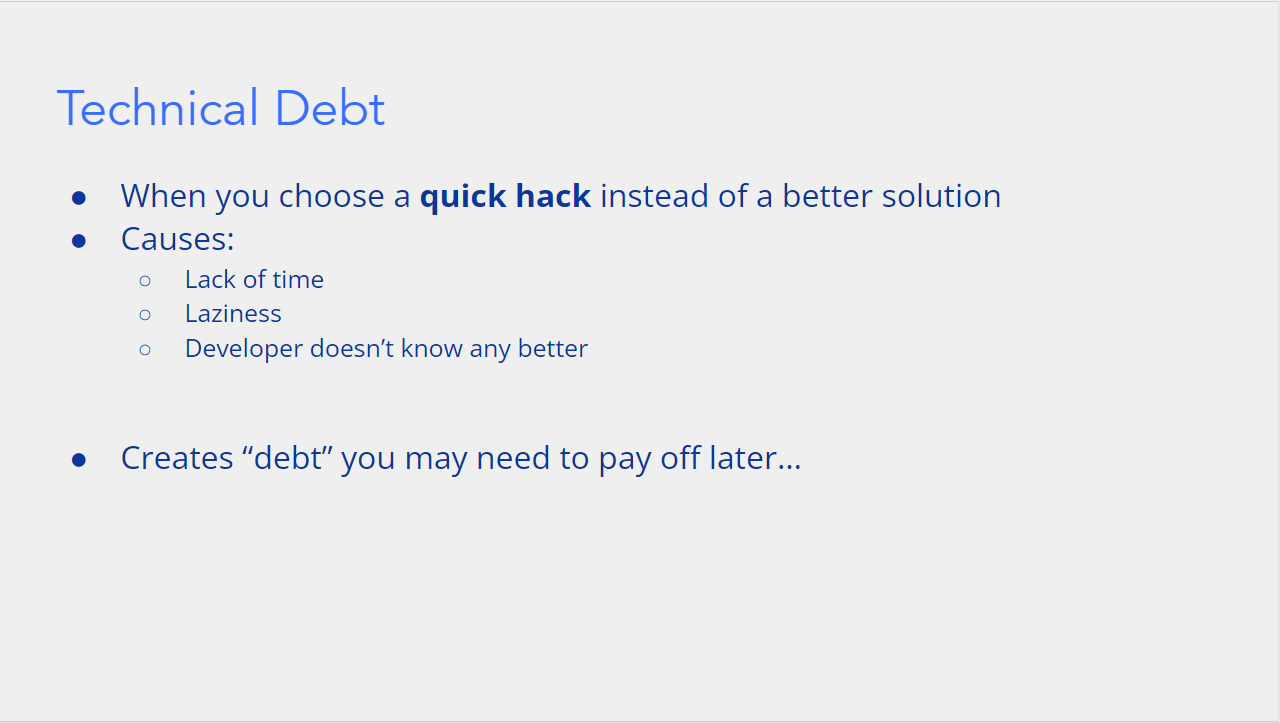 Technical Debt
● When you choose a quick hack instead of a better solution
● Causes:
○ Lack of time
○ Laziness
○ Developer doesn’t know any better
● Creates “debt” you may need to pay off later...